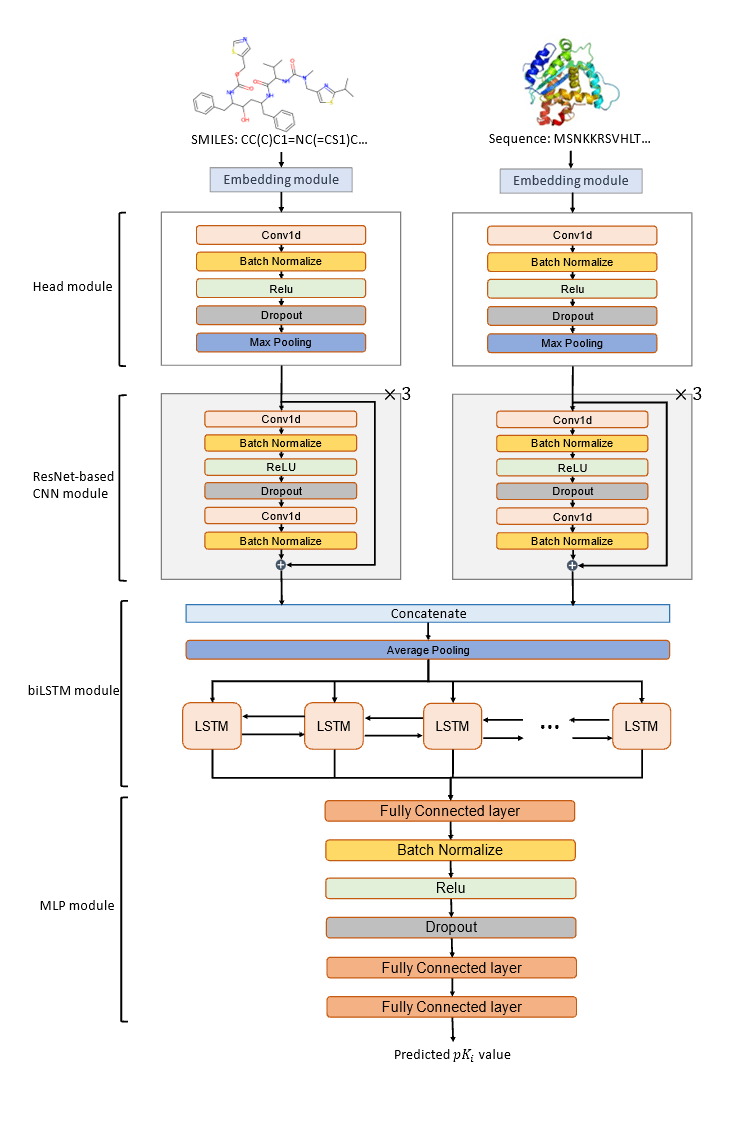 SMILES: CC(C)C1=NC(=CS1)C...
Sequence: MSNKKRSVHLT...
Embedding module
Embedding module
Head module
Conv1d
Batch Normalize
Relu
Dropout
Max Pooling
Conv1d
Batch Normalize
Relu
Dropout
Max Pooling
ResNet-based
CNN module
× 3
Conv1d
Batch Normalize
ReLU
Dropout
Conv1d
Batch Normalize
× 3
Conv1d
Batch Normalize
ReLU
Dropout
Conv1d
Batch Normalize
biLSTM module
Concatenate
Average Pooling
LSTM
LSTM
LSTM
...
LSTM
MLP module
Fully Connected layer
Batch Normalize
Relu
Dropout
Fully Connected layer
Fully Connected layer
Predicted pKi value